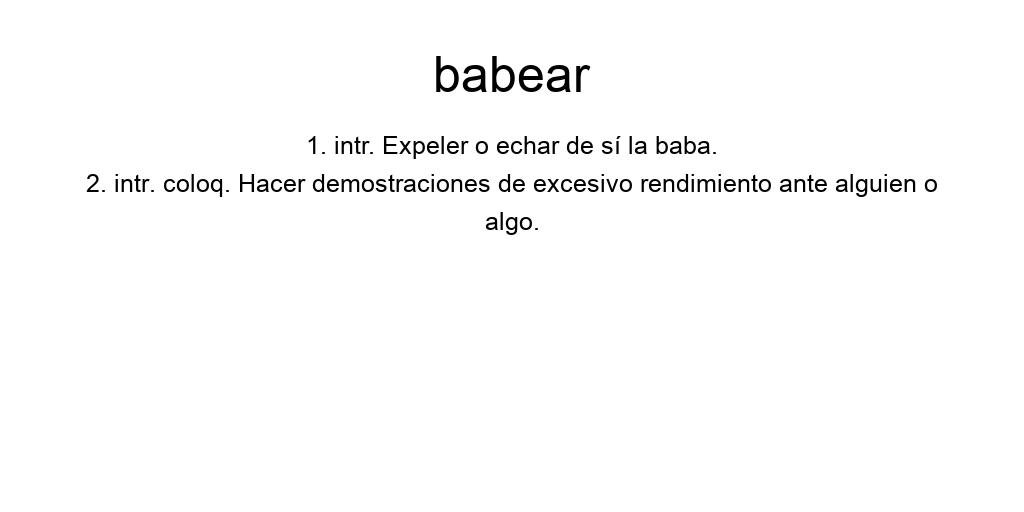 babear
1. intr. Expeler o echar de sí la baba.
2. intr. coloq. Hacer demostraciones de excesivo rendimiento ante alguien o
algo.